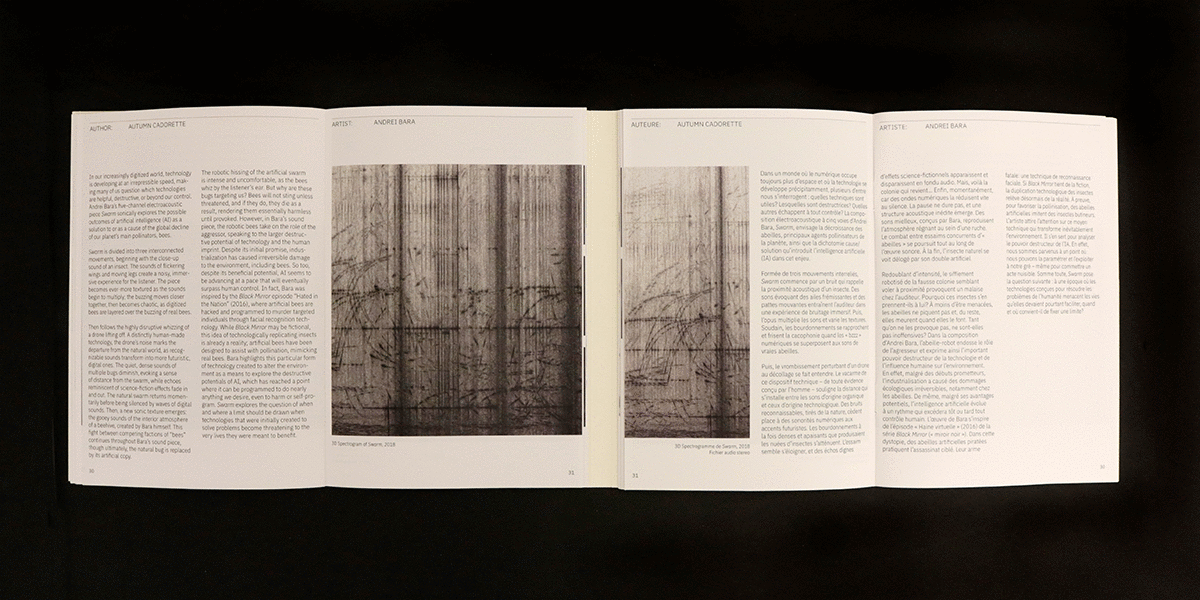 AUTHOR: AUTUMN CADORETTE
In our increasingly digitized world, technology
is developing at an irrepressible speed, mak-
ing many of us question which technologies
are helpful, destructive, or beyond our control.
Andrei Bara's five-channel electroacoustic
piece Swarm sonically explores the possible
outcomes of artificial intelligence (AI) as a
solution to or as a cause of the global decline
of our planet's main pollinators, bees.
Swarm is divided into three interconnected
movements, beginning with the close-up
sound of an insect. The sounds of flickering
wings and moving legs create a noisy, immer-
sive experience for the listener. The piece
becomes ever-more textured as the sounds
begin to multiply, the buzzing moves closer
together, then becomes chaotic, as digitized
bees are layered over the buzzing of real bees.
Then follows the highly disruptive whizzing of
a drone lifting off. A distinctly human-made
technology, the drone's noise marks the
departure from the natural world, as recog-
nizable sounds transform into more futuristic,
digital ones. The quiet, dense sounds of
multiple bugs diminish, evoking a sense
of distance from the swarm, while echoes
reminiscent of science-fiction effects fade in
and out. The natural swarm returns momen-
tarily before being silenced by waves of digital
sounds. Then, a new sonic texture emerges:
the gloopy sounds of the interior atmosphere
of a beehive, created by Bara himself. This
fight between competing factions of "bees"
continues throughout Bara's sound piece,
though ultimately, the natural bug is replaced
by its artificial copy.
30
The robotic hissing of the artificial swarm
is intense and uncomfortable, as the bees
whiz by the listener's ear. But why are these
bugs targeting us? Bees will not sting unless
threatened, and if they do, they die as a
result, rendering them essentially harmless
until provoked. However, in Bara's sound
piece, the robotic bees take on the role of the
aggressor, speaking to the larger destruc-
tive potential of technology and the human
imprint. Despite its initial promise, indus-
trialization has caused irreversible damage
to the environment, including bees. So too,
despite its beneficial potential, AI seems to
be advancing at a pace that will eventually
surpass human control. In fact, Bara was
inspired by the Black Mirror episode "Hated in
the Nation" (2016), where artificial bees are
hacked and programmed to murder targeted
individuals through facial recognition tech-
nology. While Black Mirror may be fictional,
this idea of technologically replicating insects
is already a reality; artificial bees have been
designed to assist with pollination, mimicking
real bees. Bara highlights this particular form
of technology created to alter the environ-
ment as a means to explore the destructive
potentials of AI, which has reached a point
where it can be programmed to do nearly
anything we desire, even to harm or self-pro-
gram. Swarm explores the question of when
and where a limit should be drawn when
technologies that were initially created to
solve problems become threatening to the
very lives they were meant to benefit.
ARTIST: ANDREI BARA
3D Spectrogram of Swarm, 2018
31
AUTEURE: AUTUMN CADORETTE
3D Spectrogramme de Swarm, 2018
Fichier audio stereo
31
Dans un monde où le numérique occupe
toujours plus d'espace et où la technologie se
développe précipitamment, plusieurs d'entre
nous s'interrogent : quelles techniques sont
utiles? Lesquelles sont destructrices? Quelles
autres échappent à tout contrôle? La compo-
sition électroacoustique à cinq voies d'Andrei
Bara, Swarm, envisage la décroissance des
abeilles, principaux agents pollinisateurs de
la planète, ainsi que la dichotomie cause/
solution qu'introduit l'intelligence artificielle
(IA) dans cet enjeu.
Formée de trois mouvements interreliés,
Swarm commence par un bruit qui rappelle
la proximité acoustique d'un insecte. Des
sons évoquant des ailes frémissantes et des
pattes mouvantes entraînent l'auditeur dans
une expérience de bruitage immersif. Puis,
l'opus multiplie les sons et varie les textures.
Soudain, les bourdonnements se rapprochent
et frisent la cacophonie quand les « bzzz »
numériques se superposent aux sons de
vraies abeilles.
Puis, le vrombissement perturbant d'un drone
au décollage se fait entendre. Le vacarme de
ce dispositif technique – de toute évidence
conçu par l'homme – souligne la distance qui
s'installe entre les sons d'origine organique
et ceux d'origine technologique. Des bruits
reconnaissables, tirés de la nature, cèdent
place à des sonorités numériques aux
accents futuristes. Les bourdonnements à
la fois denses et apaisants que produisaient
les nuées d'insectes s'atténuent. L'essaim
semble s'éloigner, et des échos dignes
ARTISTE: ANDREI BARA
d'effets science-fictionnels apparaissent et
disparaissent en fondu audio. Mais, voilà la
colonie qui revient... Enfin, momentanément,
car des ondes numériques la réduisent vite
au silence. La pause ne dure pas, et une
structure acoustique inédite émerge. Des
sons mielleux, conçus par Bara, reproduisent
l'atmosphère régnant au sein d'une ruche.
Le combat entre essaims concurrents d'«
abeilles » se poursuit tout au long de
l'œuvre sonore. À la fin, l'insecte naturel se
voit délogé par son double artificiel.
Redoublant d'intensité, le sifflement
robotisé de la fausse colonie semblant
voler à proximité provoquent un malaise
chez l'auditeur. Pourquoi ces insectes s'en
prennent-ils à lui? À moins d'être menacées,
les abeilles ne piquent pas et, du reste,
elles meurent quand elles le font. Tant
qu'on ne les provoque pas, ne sont-elles
pas inoffensives? Dans la composition
d'Andrei Bara, l'abeille-robot endosse le rôle
de l'agresseur et exprime ainsi l'important
pouvoir destructeur de la technologie et de
l'influence humaine sur l'environnement.
En effet, malgré des débuts prometteurs,
l'industrialisation a causé des dommages
écologiques irréversibles, notamment chez
les abeilles. De même, malgré ses avantages
potentiels, l'intelligence artificielle évolue
à un rythme qui excédera tôt ou tard tout
contrôle humain. L'œuvre de Bara s'inspire
de l'épisode « Haine virtuelle » (2016) de la
série Black Mirror (« miroir noir »). Dans cette
dystopie, des abeilles artificielles piratées
pratiquent l'assassinat ciblé. Leur arme
fatale : une technique de reconnaissance
faciale. Si Black Mirror tient de la fiction,
la duplication technologique des insectes
relève désormais de la réalité. À preuve,
pour favoriser la pollinisation, des abeilles
artificielles imitent des insectes butineurs.
L'artiste attire l'attention sur ce moyen
technique qui transforme inévitablement
l'environnement. Il s'en sert pour analyser
le pouvoir destructeur de l'IA. En effet,
nous sommes parvenus à un point où
nous pouvons la paramétrer et l'exploiter
à notre gré – même pour commettre un
acte nuisible. Somme toute, Swarm pose
la question suivante : à une époque où les
technologies conçues pour résoudre les
problèmes de l'humanité menacent les vies
qu'elles devaient pourtant faciliter, quand
et où convient-il de fixer une limite?
30